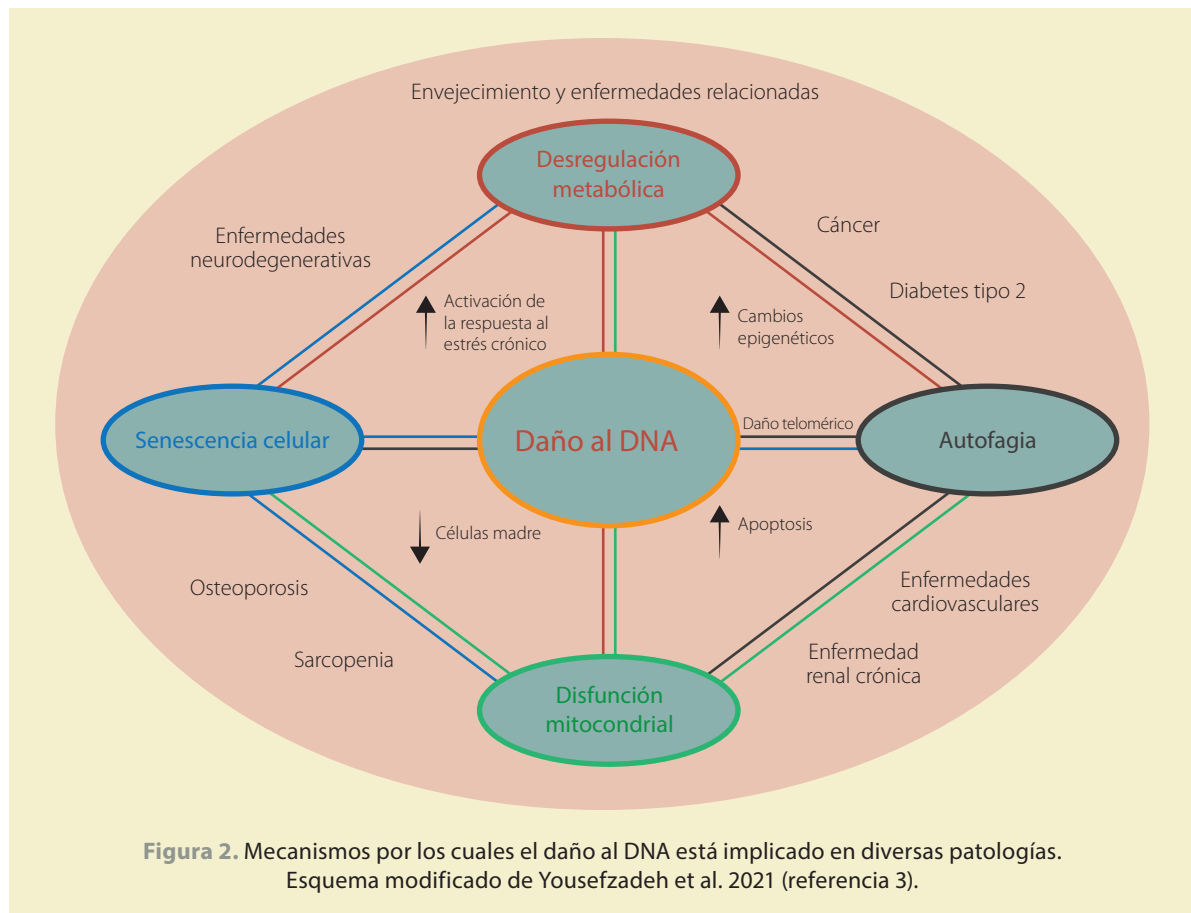 Envejecimiento y enfermedades relacionadas
Desregulación
metabólica
Enfermedades
neurodegenerativas
Cáncer
Diabetes tipo 2
Activación de
la respuesta al
estrés crónico
Cambios
epigenéticos
Senescencia celular
Daño al DNA
Daño telomérico
Autofagia
Células madre
Apoptosis
Osteoporosis
Sarcopenia
Enfermedades
cardiovasculares
Enfermedad
renal crónica
Disfunción
mitocondrial
Figura 2. Mecanismos por los cuales el daño al DNA está implicado en diversas patologías.
Esquema modificado de Yousefzadeh et al. 2021 (referencia 3).